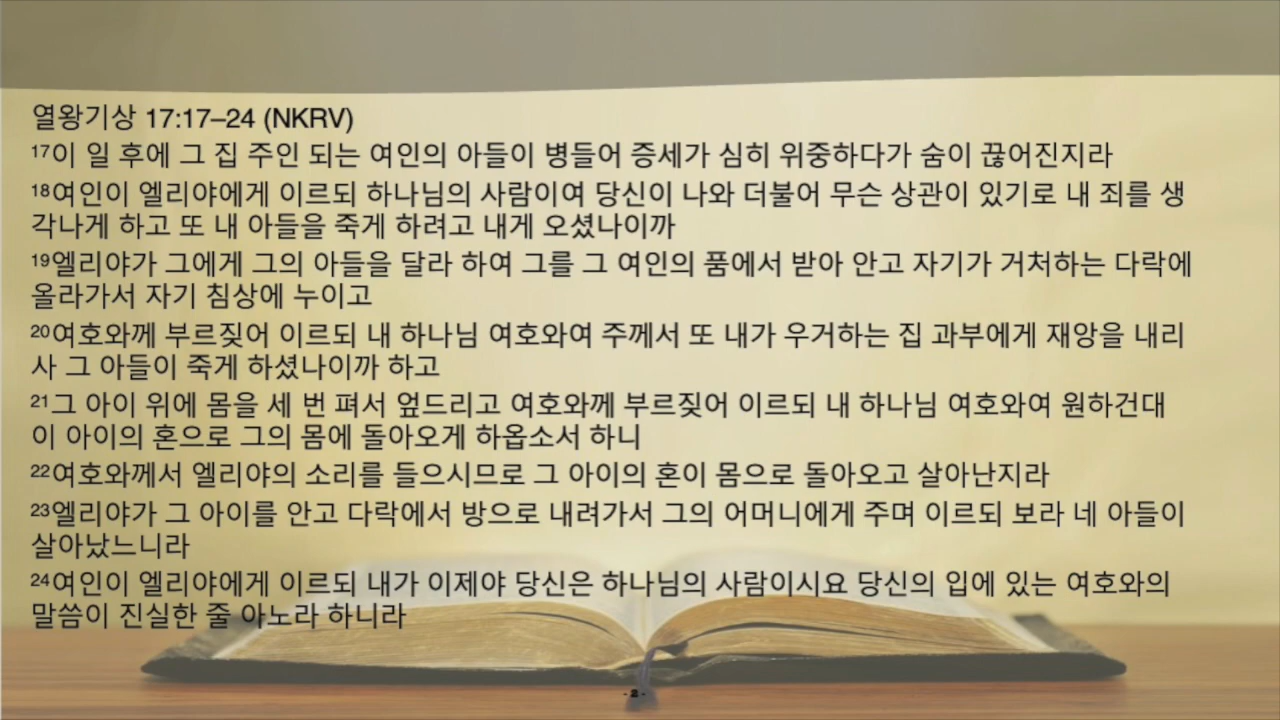 열왕기상 17:17–24 (NKRV)
17이 일 후에 그 집 주인 되는 여인의 아들이 병들어 증세가 심히 위중하다가 숨이 끊어진지라
18여인이 엘리야에게 이르되 하나님의 사람이여 당신이 나와 더불어 무슨 상관이 있기로 내 죄를 생
각나게 하고 또 내 아들을 죽게 하려고 내게 오셨나이까
19엘리야가 그에게 그의 아들을 달라 하여 그를 그 여인의 품에서 받아 안고 자기가 거처하는 다락에
올라가서 자기 침상에 누이고
20여호와께 부르짖어 이르되 내 하나님 여호와여 주께서 또 내가 우거하는 집 과부에게 재앙을 내리
사 그 아들이 죽게 하셨나이까 하고
21그 아이 위에 몸을 세 번 펴서 엎드리고 여호와께 부르짖어 이르되 내 하나님 여호와여 원하건대
이 아이의 혼으로 그의 몸에 돌아오게 하옵소서 하니
22여호와께서 엘리야의 소리를 들으시므로 그 아이의 혼이 몸으로 돌아오고 살아난지라
23엘리야가 그 아이를 안고 다락에서 방으로 내려가서 그의 어머니에게 주며 이르되 보라 네 아들이
살아났느니라
24여인이 엘리야에게 이르되 내가 이제야 당신은 하나님의 사람이시요 당신의 입에 있는 여호와의
말씀이 진실한 줄 아노라 하니라
- 2 -